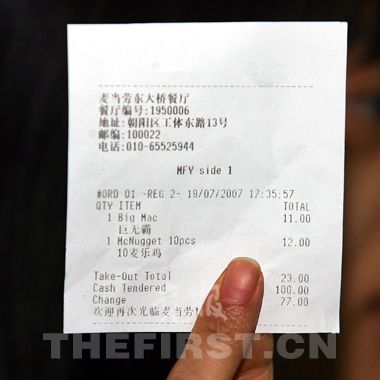 麦当劳东大桥餐厅
餐厅编号:1950006
地址:朝阳区工体东路13号
邮编:100022
电话:010-65525944
MFY side 1
#ORD 01 -REG 2- 19/07/2007 17:35:57
QTY ITEM TOTAL
1 Big Mac 11.00
巨无霸
1 McNugget 10pcs 12.00
10麦乐鸡
Take-Out Total 23.00
Cash Tendered 100.00
Change 77.00
欢迎再次光临麦当劳!
THEFIRST.CN